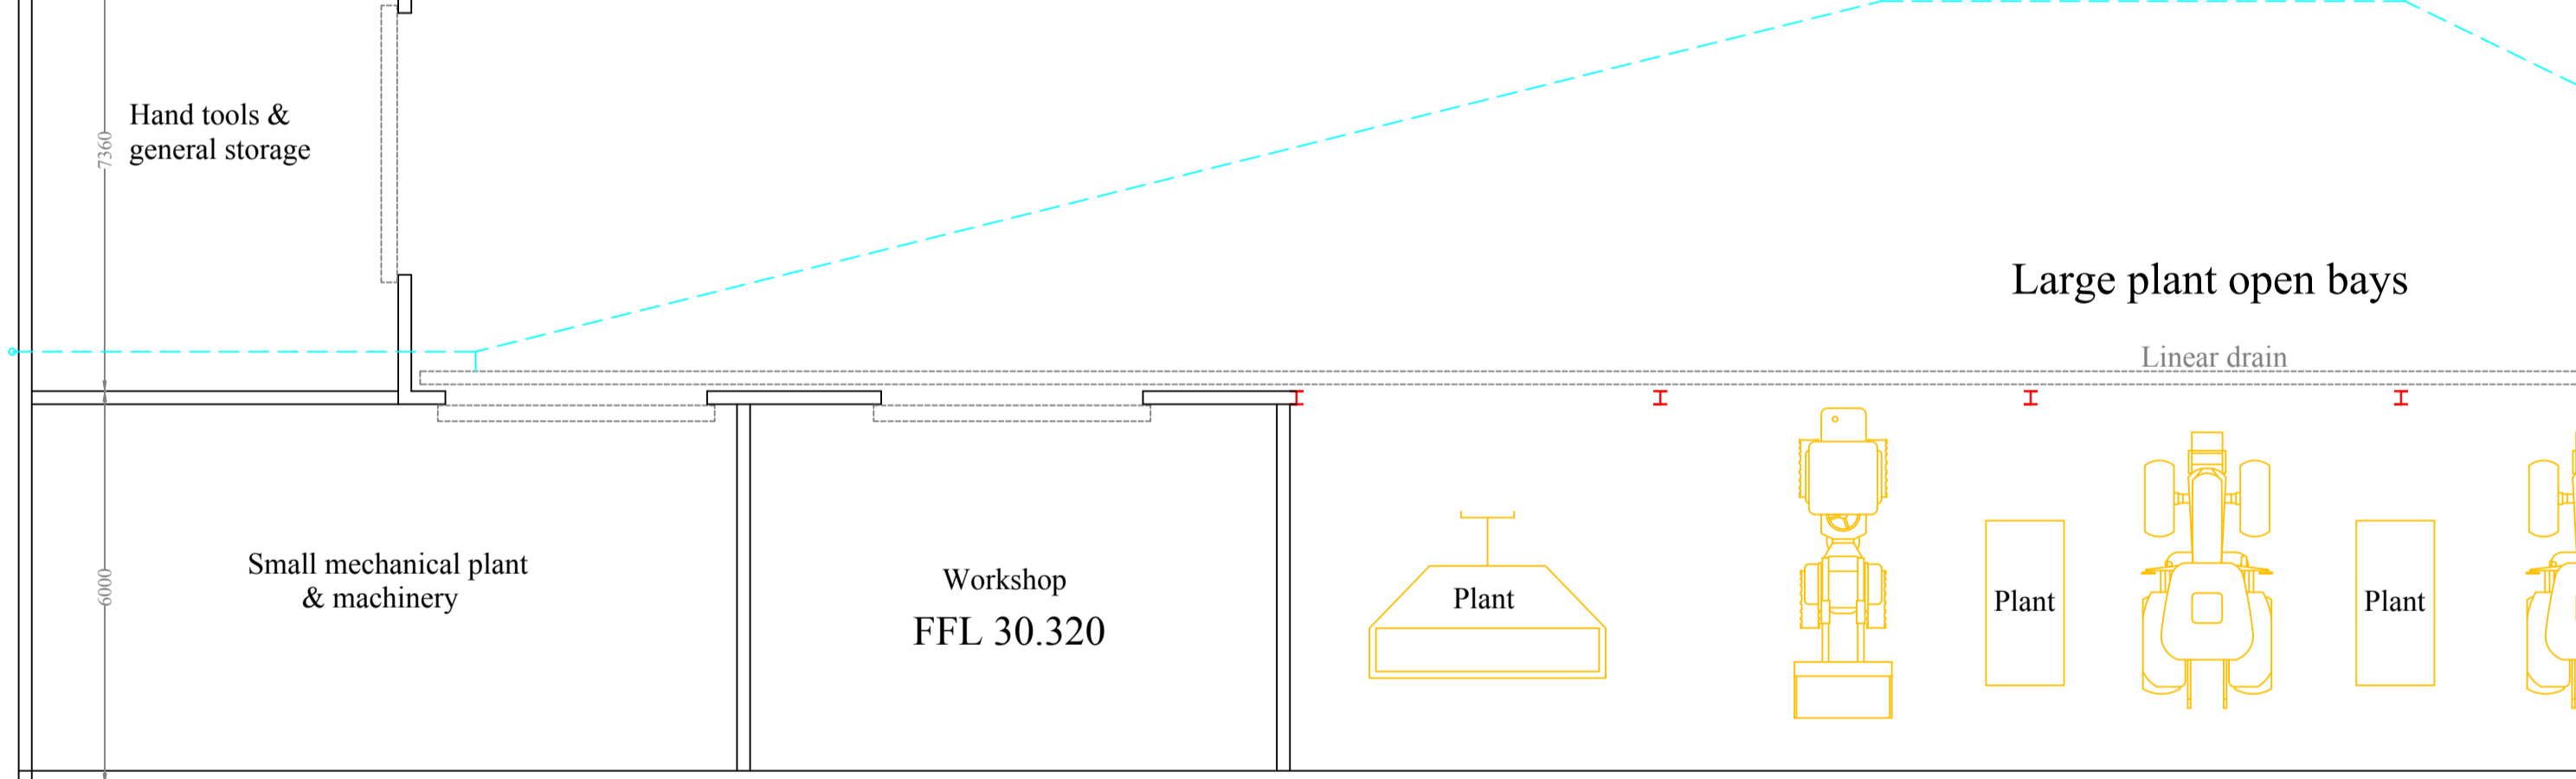 Hand tools &
general storage
7360
Large plant open bays
Linear drain
Small mechanical plant
& machinery
6000
Workshop
FFL 30.320
Plant
Plant
Plant